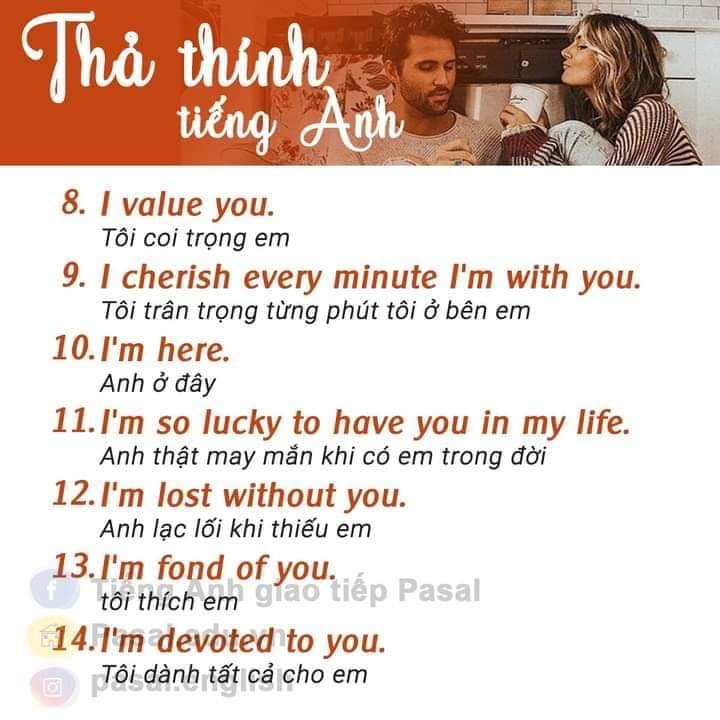 Thả thính
tiếng Anh
8. I value you.
Tôi coi trọng em
9. I cherish every minute I'm with you.
Tôi trân trọng từng phút tôi ở bên em
10. I'm here.
Anh ở đây
11. I'm so lucky to have you in my life.
Anh thật may mắn khi có em trong đời
12. I'm lost without you.
Anh lạc lối khi thiếu em
13. I'm fond of you.
Tiếng Anh giao tiếp Pasal
tôi thích em
Pasal.edu.vn
14. I'm devoted to you.
Tôi dành tất cả cho em
pasal.english